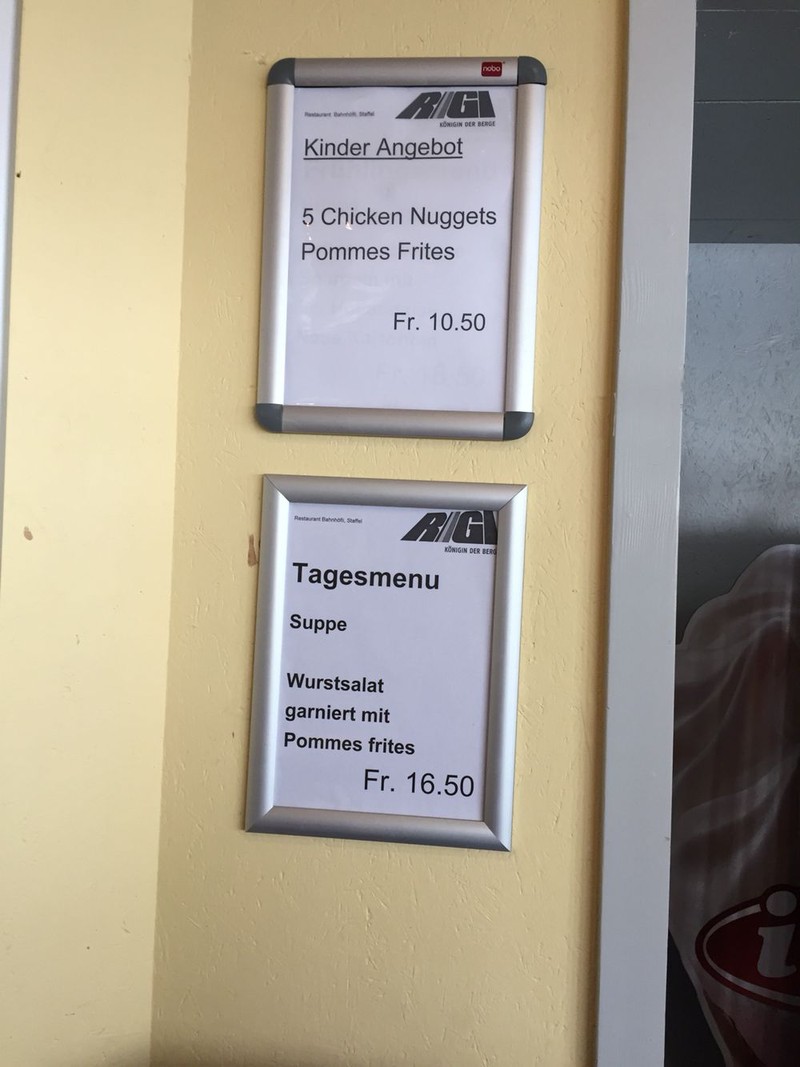 nobo
Restaurant Bahnhöfli, Staffel
RIGI
KÖNIGIN DER BERGE
Kinder Angebot
5 Chicken Nuggets
Pommes Frites
Fr. 10.50
Restaurant Bahnhöfli, Staffel
RIGI
KÖNIGIN DER BERG
Tagesmenu
Suppe
Wurstsalat
garniert mit
Pommes frites
Fr. 16.50
i